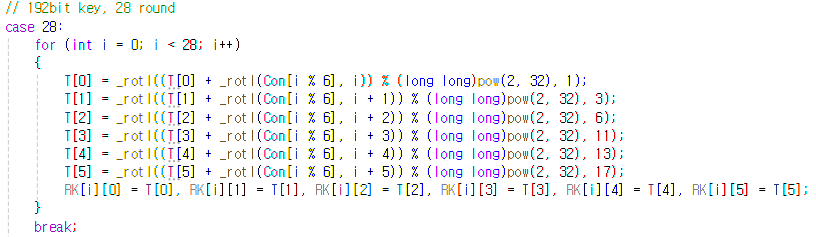 // 192bit key, 28 round
case 28:
for (int i = 0; i < 28; i++)
{
T[0] = _rotl((T[0] + _rotl(Con[i % 6], i)) % (long long)pow(2, 32), 1);
T[1] = _rotl((T[1] + _rotl(Con[i % 6], i + 1)) % (long long)pow(2, 32), 3);
T[2] = _rotl((T[2] + _rotl(Con[i % 6], i + 2)) % (long long)pow(2, 32), 6);
T[3] = _rotl((T[3] + _rotl(Con[i % 6], i + 3)) % (long long)pow(2, 32), 11);
T[4] = _rotl((T[4] + _rotl(Con[i % 6], i + 4)) % (long long)pow(2, 32), 13);
T[5] = _rotl((T[5] + _rotl(Con[i % 6], i + 5)) % (long long)pow(2, 32), 17);
RK[i][0] = T[0], RK[i][1] = T[1], RK[i][2] = T[2], RK[i][3] = T[3], RK[i][4] = T[4], RK[i][5] = T[5];
}
break;